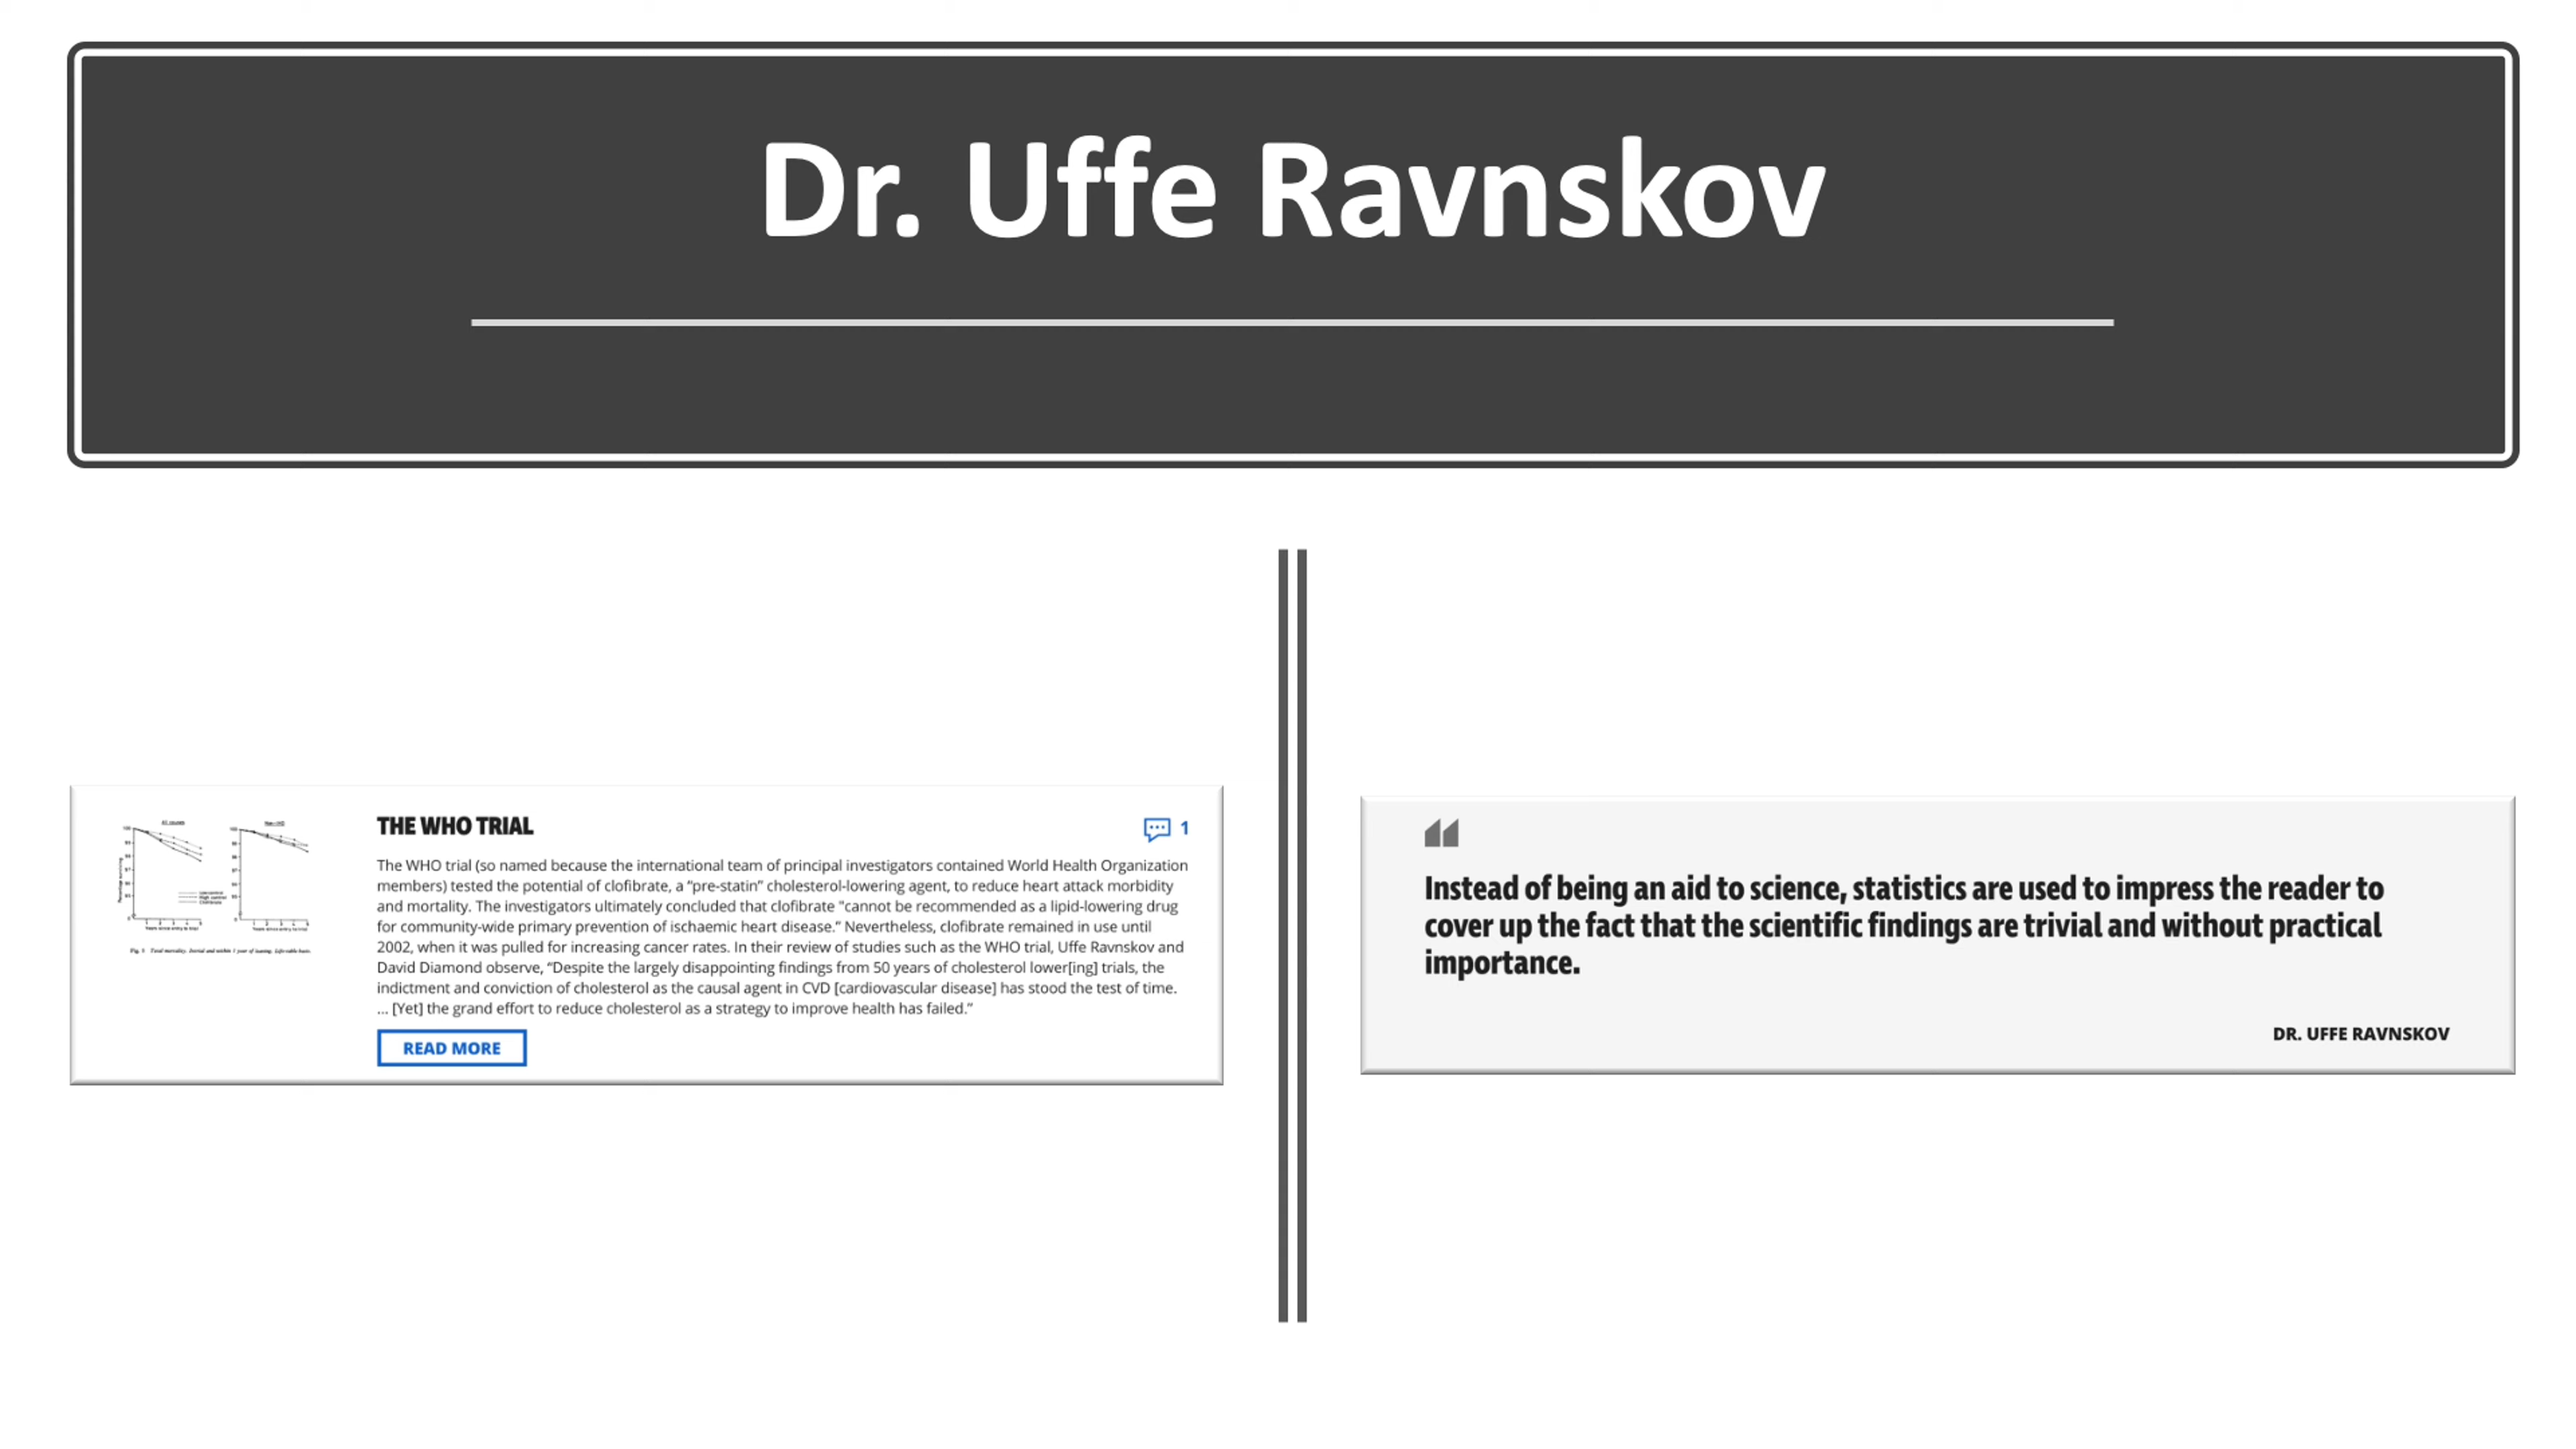 Dr. Uffe Ravnskov
THE WHO TRIAL
1
The WHO trial (so named because the international team of principal investigators contained World Health Organization
members) tested the potential of clofibrate, a “pre-statin” cholesterol-lowering agent, to reduce heart attack morbidity
and mortality. The investigators ultimately concluded that clofibrate "cannot be recommended as a lipid-lowering drug
for community-wide primary prevention of ischaemic heart disease." Nevertheless, clofibrate remained in use until
2002, when it was pulled for increasing cancer rates. In their review of studies such as the WHO trial, Uffe Ravnskov and
David Diamond observe, “Despite the largely disappointing findings from 50 years of cholesterol lower[ing] trials, the
indictment and conviction of cholesterol as the causal agent in CVD [cardiovascular disease] has stood the test of time.
... [Yet] the grand effort to reduce cholesterol as a strategy to improve health has failed.”
READ MORE
Instead of being an aid to science, statistics are used to impress the reader to
cover up the fact that the scientific findings are trivial and without practical
importance.
DR. UFFE RAVNSKOV